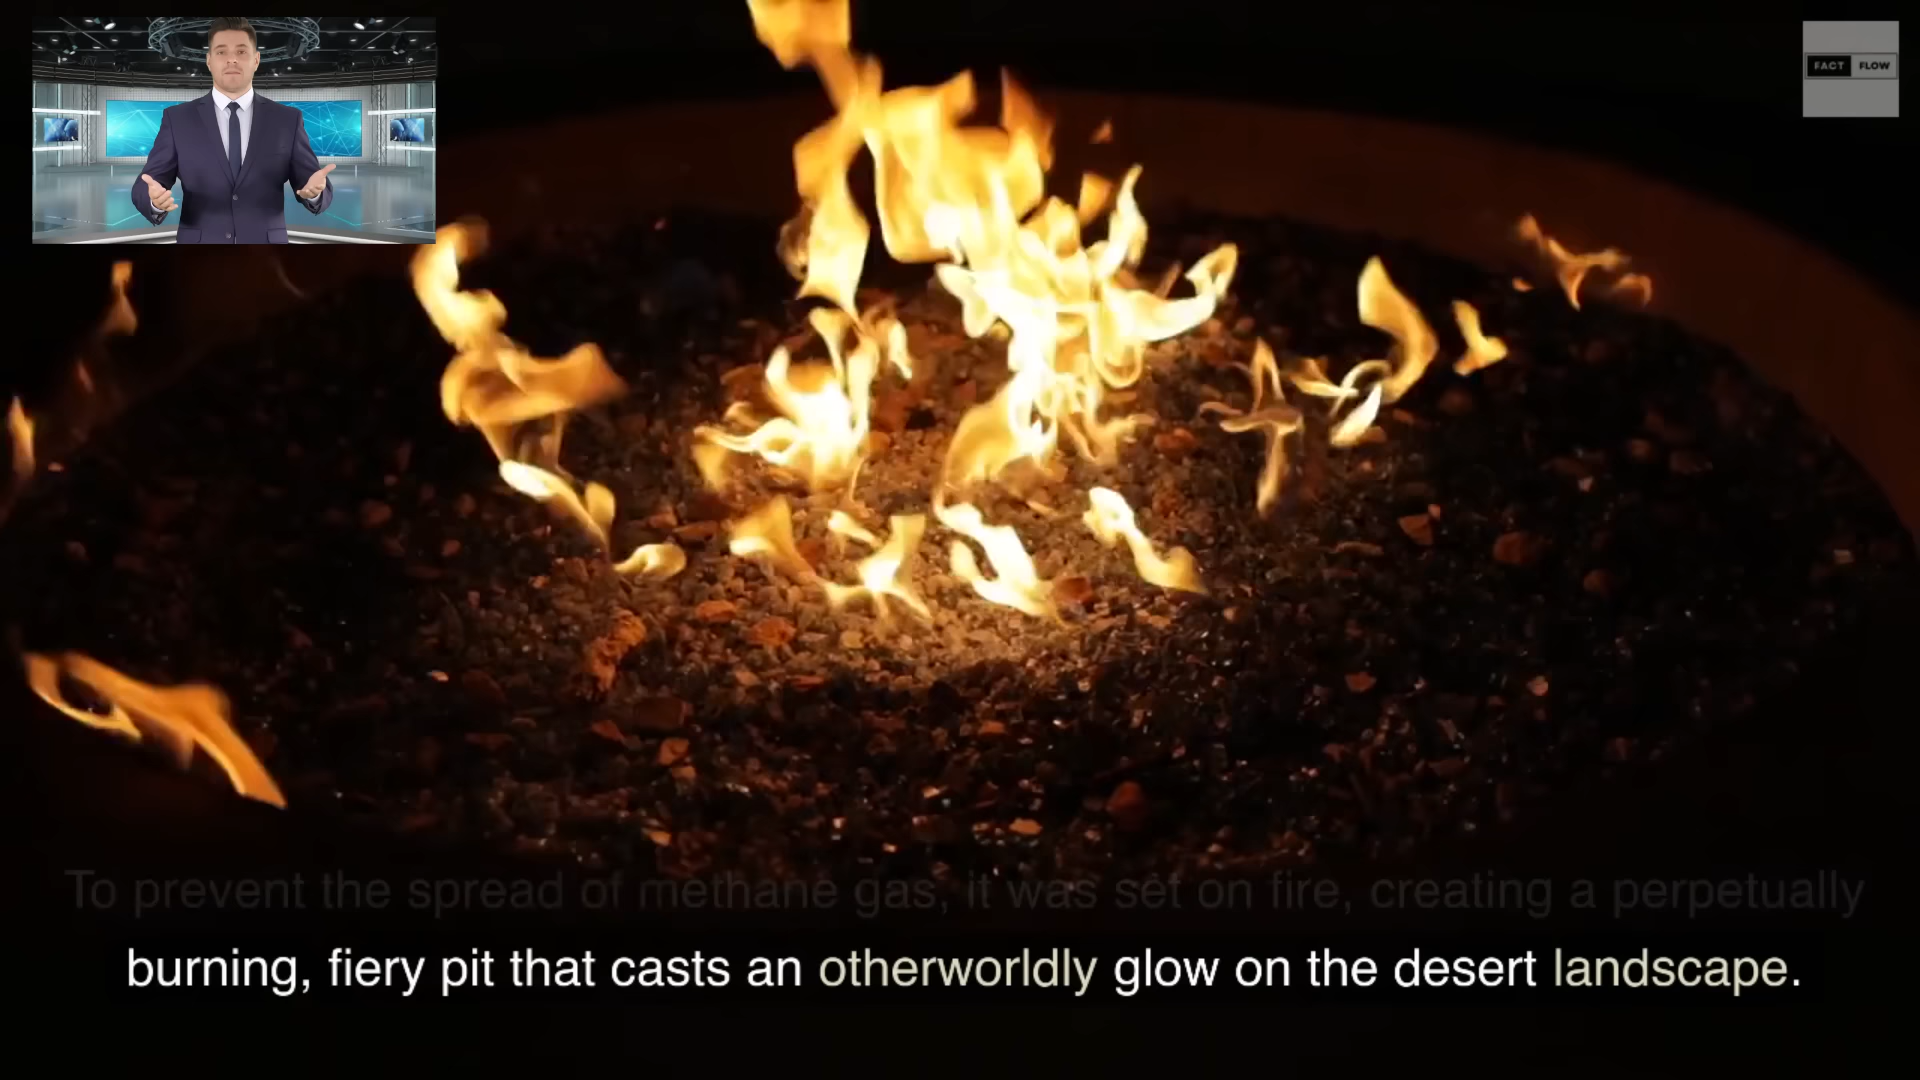 FACT FLOW
To prevent the spread of methane gas, it was set on fire, creating a perpetually
burning, fiery pit that casts an otherworldly glow on the desert landscape.